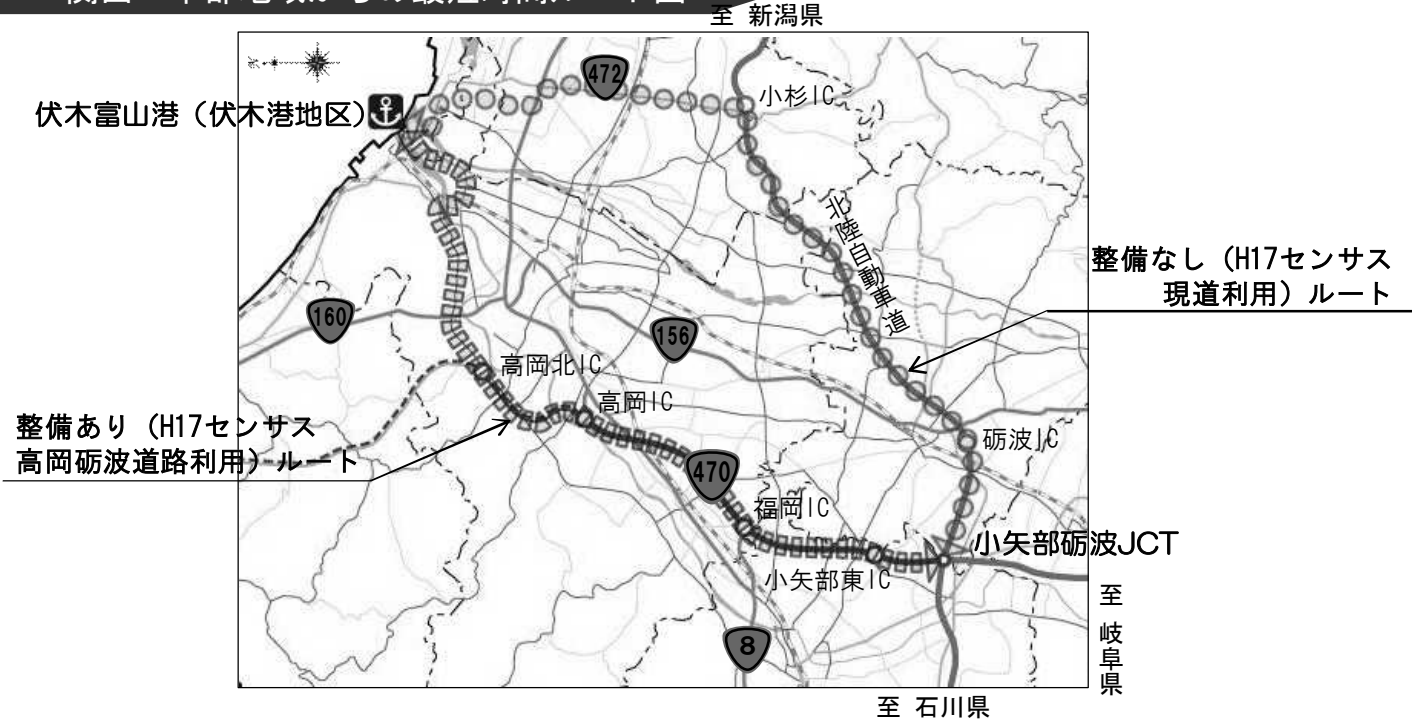 至 新潟県
472
小杉IC
伏木富山港（伏木港地区）
北陸自動車道
整備なし（H17センサス
現道利用）ルート
160
156
高岡北IC
高岡IC
整備あり（H17センサス
高岡砺波道路利用）ルート
砺波IC
470
福岡IC
小矢部砺波JCT
小矢部東IC
至 岐阜県
8
至 石川県